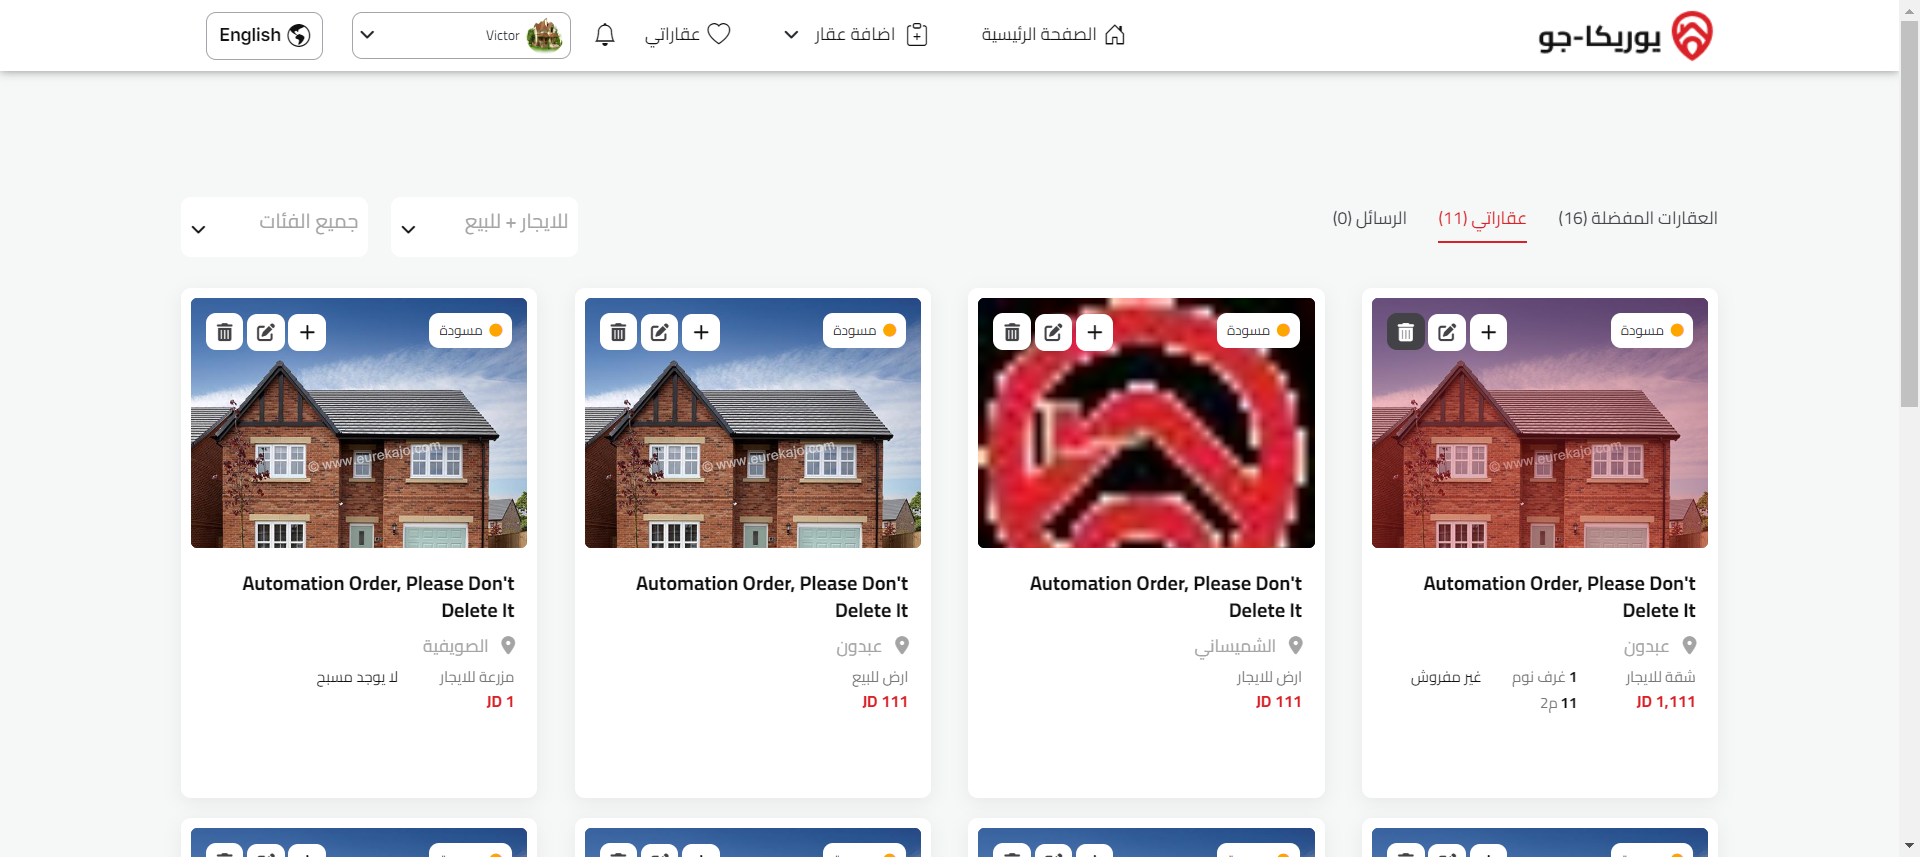 يوريكا-جو
الصفحة الرئيسية
اضافة عقار
عقاراتي
Victor
English
العقارات المفضلة (16)
عقاراتي (11)
الرسائل (0)
للايجار + للبيع
جميع الفئات
مسودة
© www.eurekajo.com
Automation Order, Please Don't
Delete It
عبدون
شقة للايجار
1 غرف نوم
غير مفروش
JD 1,111
11 م2
مسودة
Automation Order, Please Don't
Delete It
الشميساني
ارض للايجار
JD 111
مسودة
© www.eurekajo.com
Automation Order, Please Don't
Delete It
عبدون
ارض للبيع
JD 111
مسودة
© www.eurekajo.com
Automation Order, Please Don't
Delete It
الصويفية
مزرعة للايجار
لا يوجد مسبح
JD 1